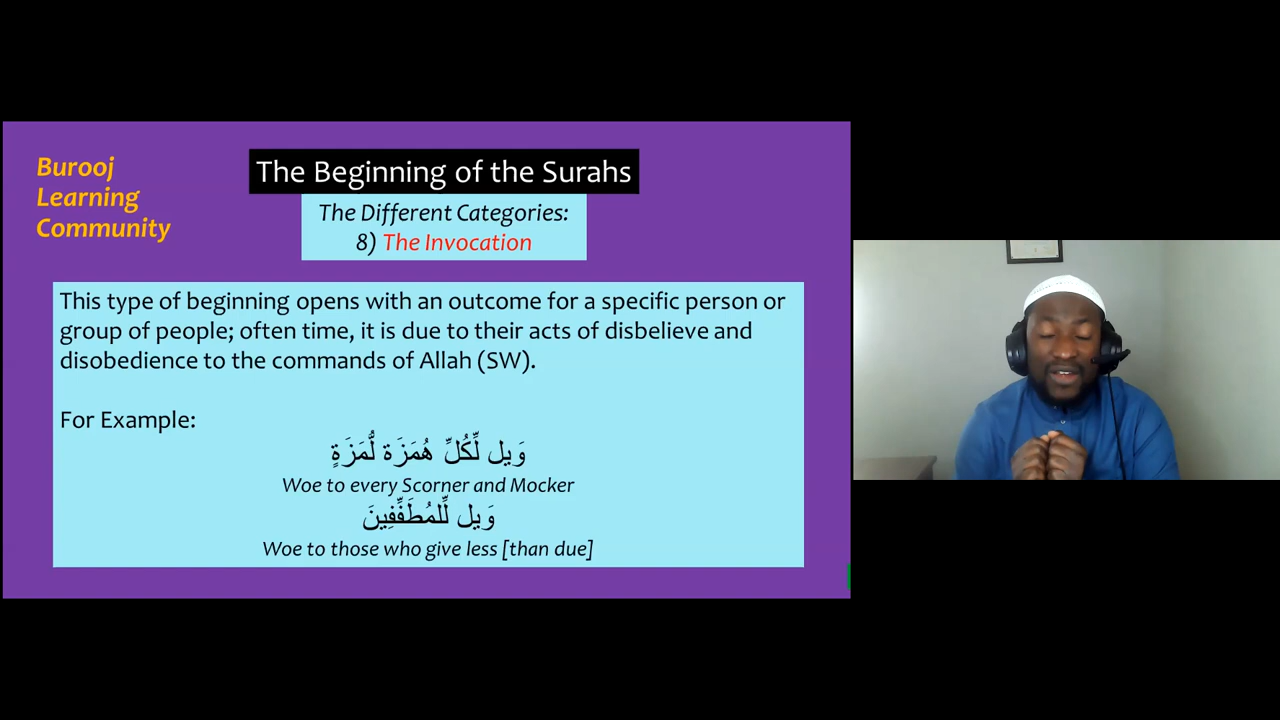 Burooj
Learning
Community
The Beginning of the Surahs
The Different Categories:
8) The Invocation
This type of beginning opens with an outcome for a specific person or
group of people; often time, it is due to their acts of disbelieve and
disobedience to the commands of Allah (SW).
For Example:
وَيل لِّكُلِّ هُمَزَة لُّمَزَةٍ
Woe to every Scorner and Mocker
وَيل لِّلمُطَفِّفِينَ
Woe to those who give less [than due]